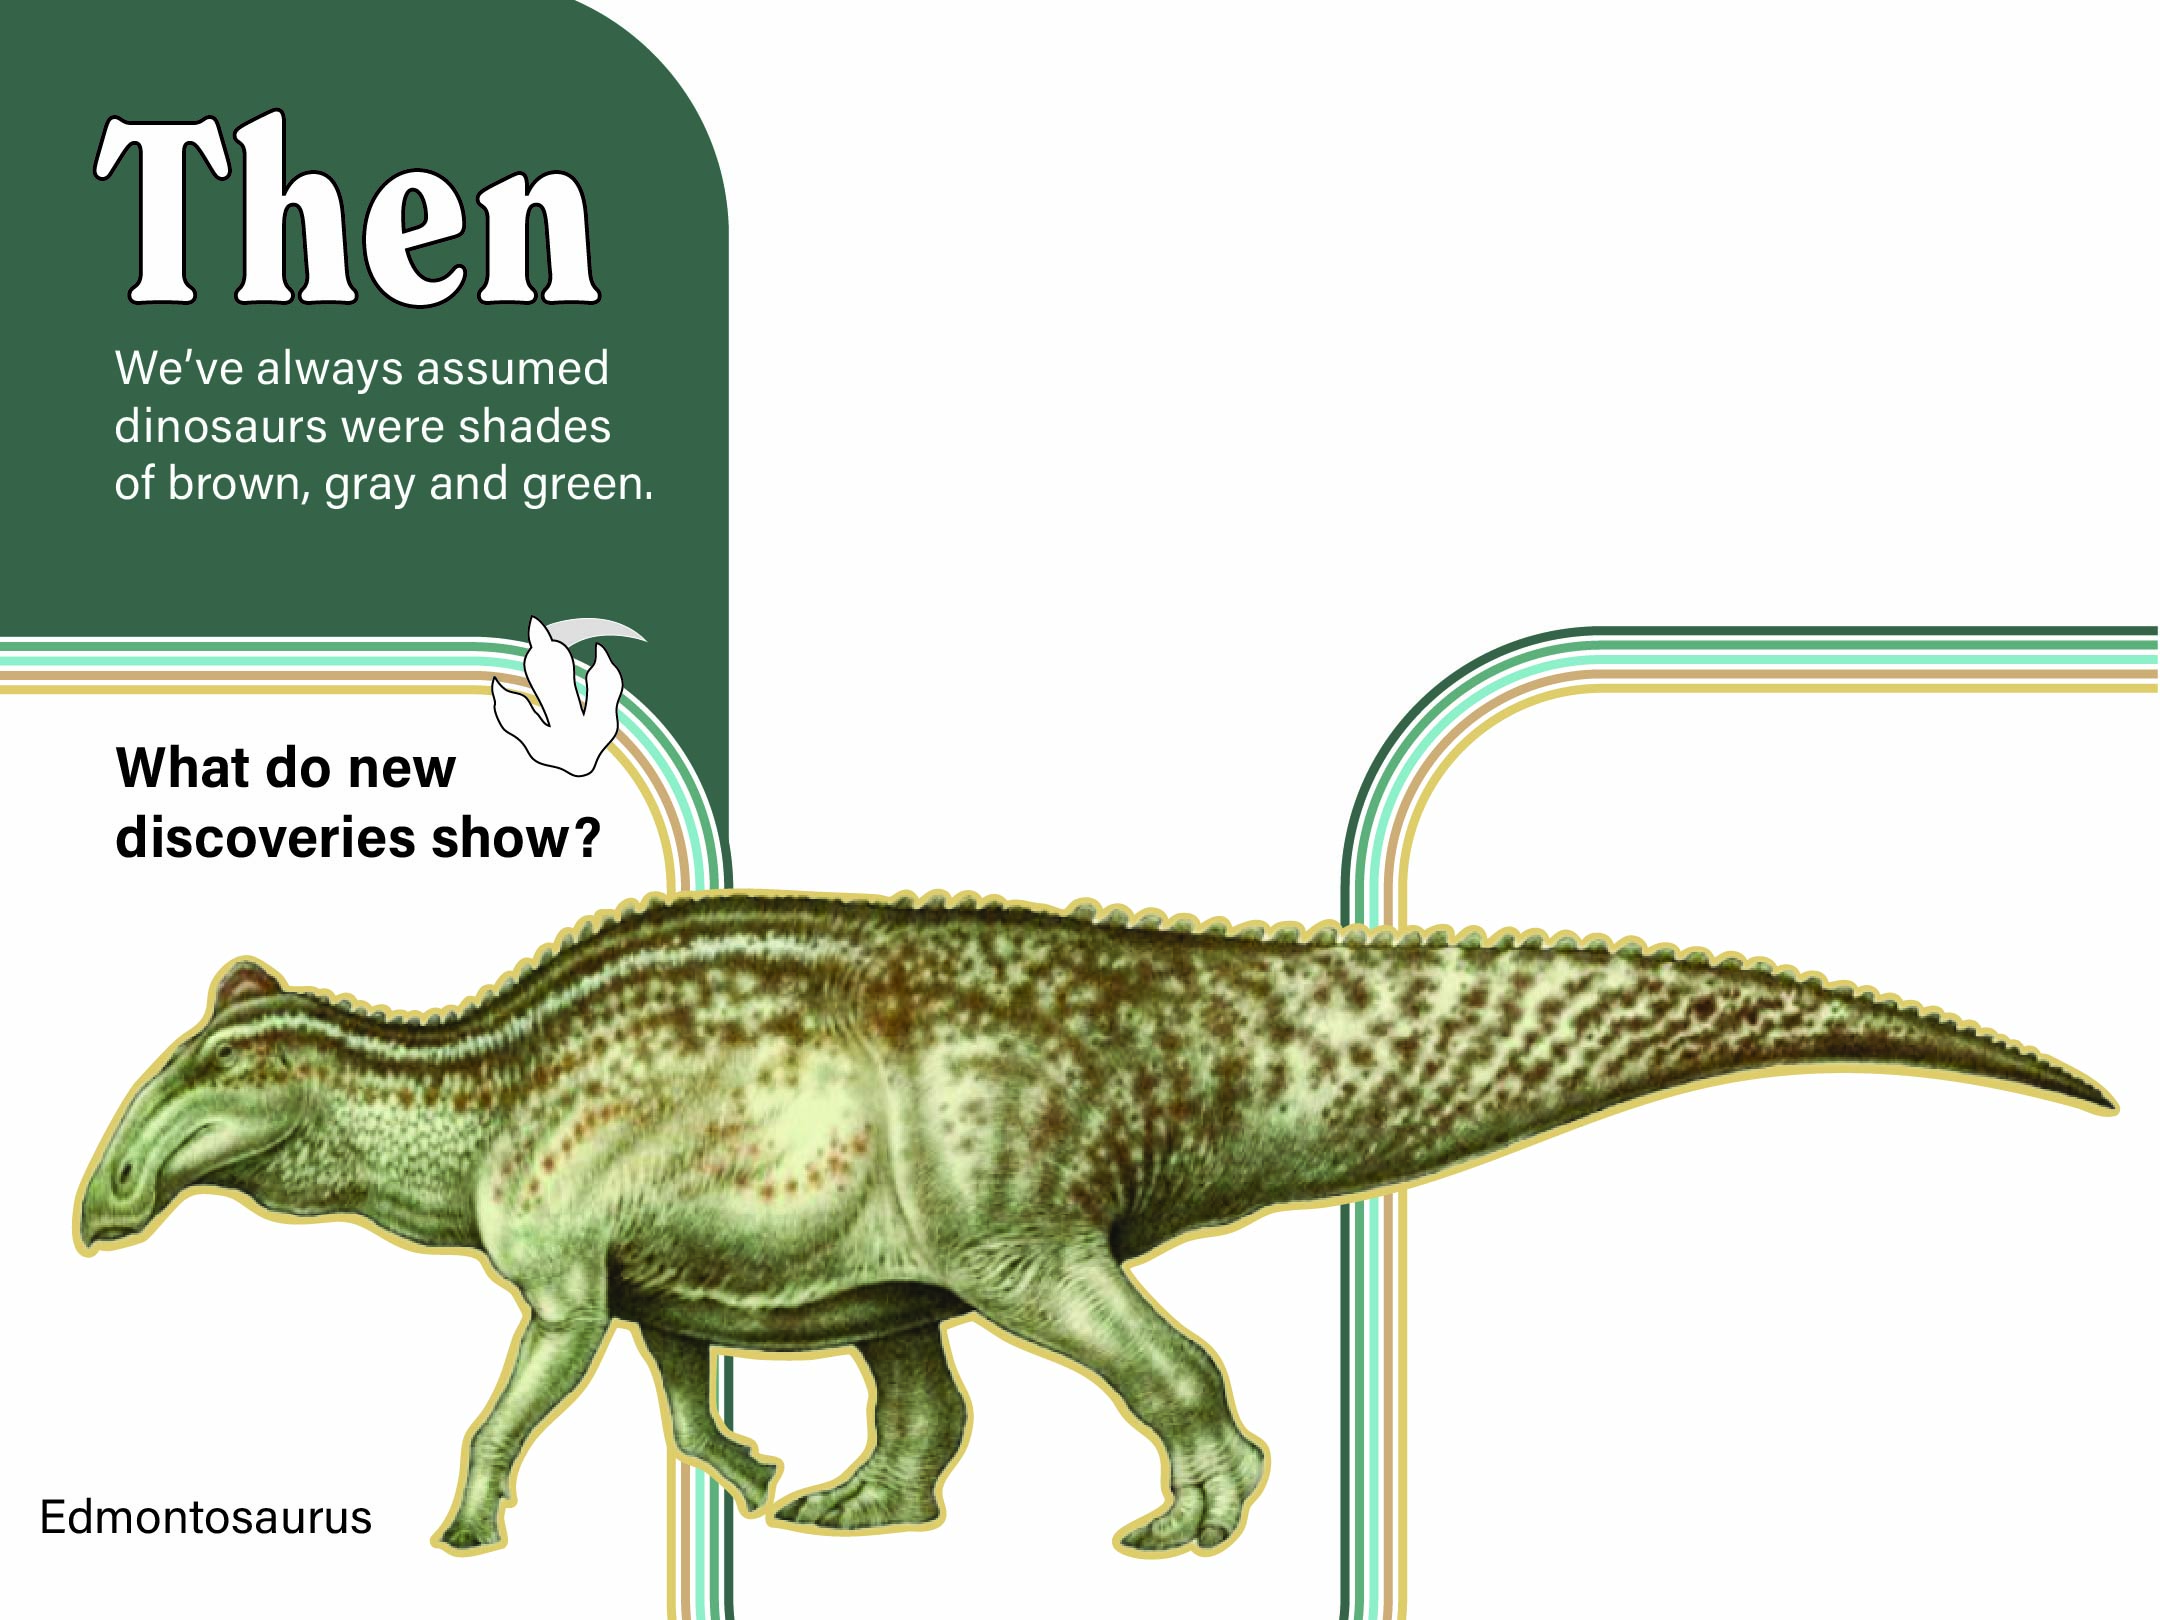 Then
We’ve always assumed
dinosaurs were shades
of brown, gray and green.
What do new
discoveries show?
Edmontosaurus